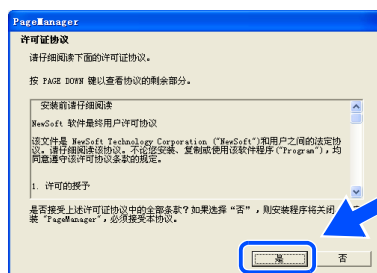 PageManager
许可证协议
请仔细阅读下面的许可证协议。
按 PAGE DOWN 键以查看协议的剩余部分。
安装前请仔细阅读
NewSoft 软件最终用户许可协议
该文件是 NewSoft Technology Corporation ("NewSoft")和用户之间的法定协
议。请仔细阅读该协议。不论您安装、复制或使用该软件程序("Program")，均
同意遵守该许可协议条款的规定。
1. 许可的授予
是否接受上述许可证协议中的全部条款？如果选择“否”，则安装程序将关闭
装 "PageManager"，必须接受本协议。
是
否